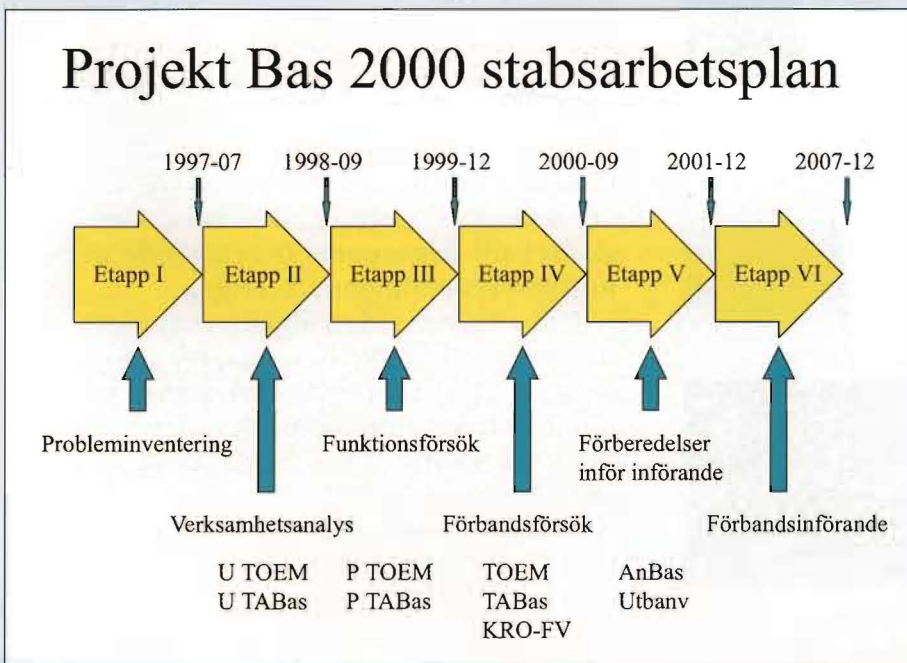 Projekt Bas 2000 stabsarbetsplan
1997-07 1998-09 1999-12 2000-09 2001-12 2007-12
Etapp I Etapp II Etapp III Etapp IV Etapp V Etapp VI
Probleminventering Funktionsförsök Förberedelser
inför införande
Verksamhetsanalys Förbandsförsök Förbandsinförande
U TOEM P TOEM TOEM AnBas
U TABas P TABas TABas Utbanv
KRO-FV